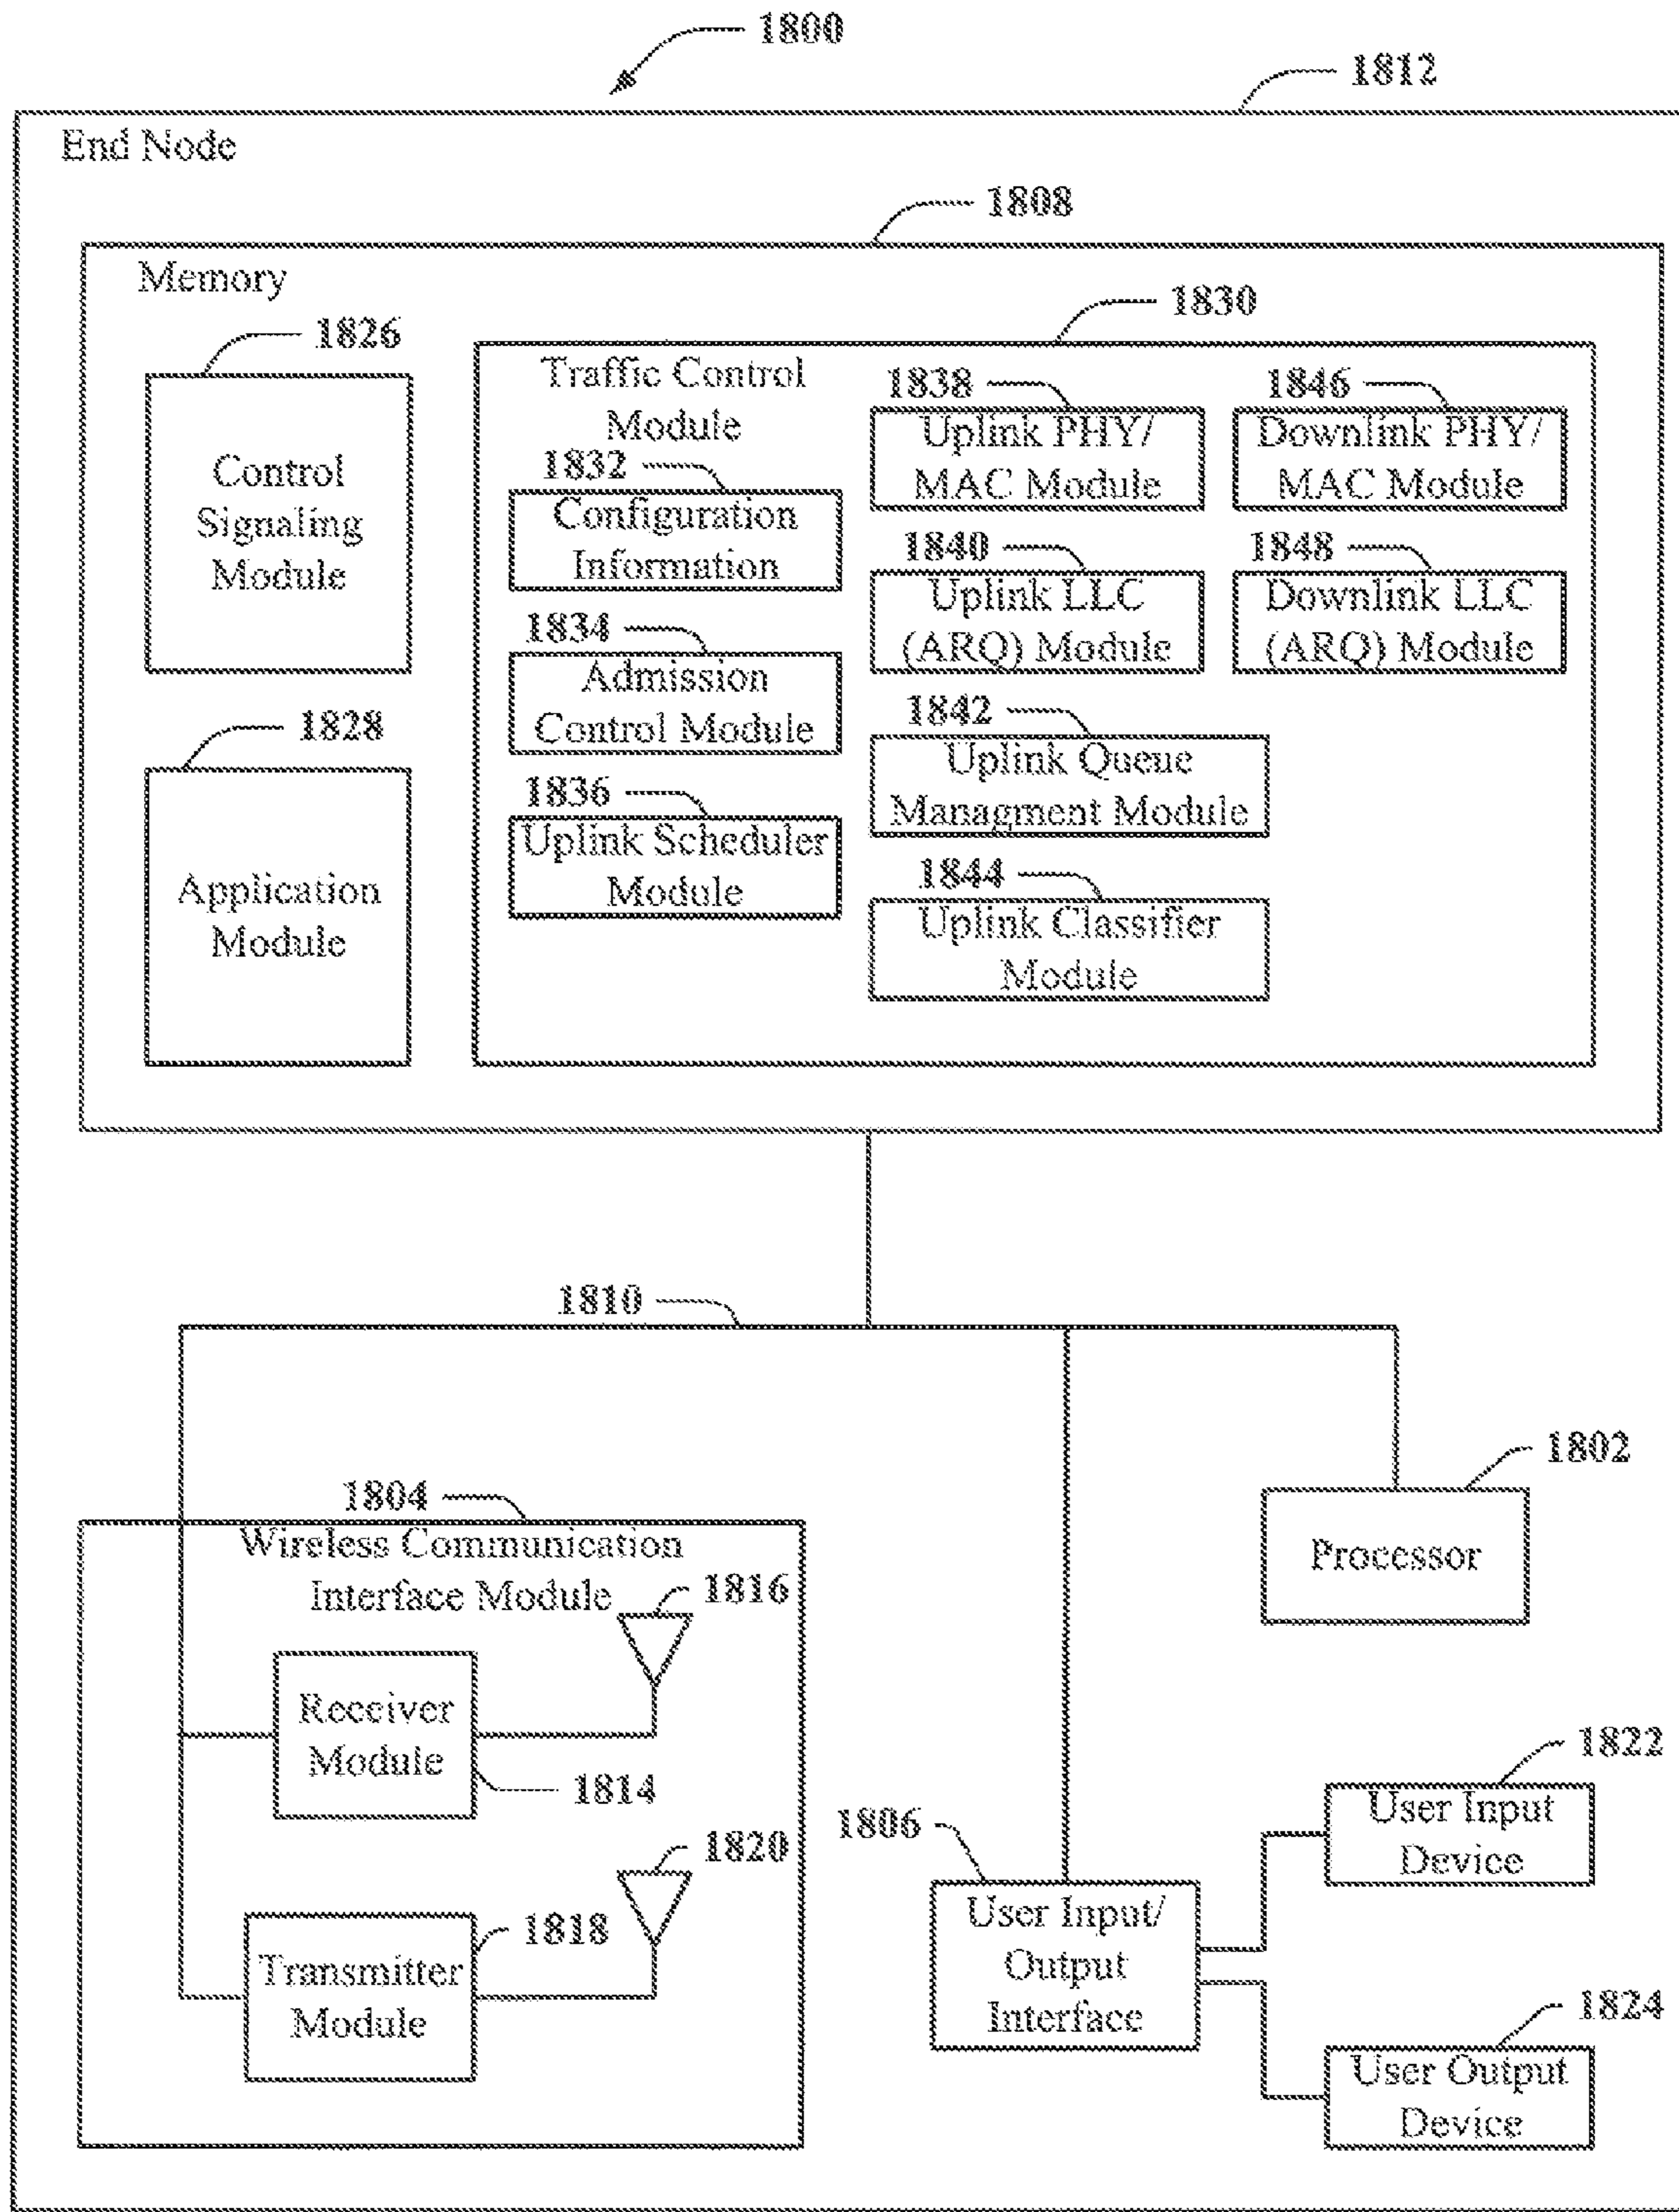 1800
1812
End Node
1808
Memory
1826
Control
Signaling
Module
1828
Application
Module
1830
Traffic Control
Module
1832
Configuration
Information
1834
Admission
Control Module
1836
Uplink Scheduler
Module
1838
Uplink PHY/
MAC Module
1846
Downlink PHY/
MAC Module
1840
Uplink LLC
(ARQ) Module
1848
Downlink LLC
(ARQ) Module
1842
Uplink Queue
Managment Module
1844
Uplink Classifier
Module
1810
1804
Wireless Communication
Interface Module
1816
Receiver
Module
1814
1820
1818
Transmitter
Module
1802
Processor
1806
User Input/
Output
Interface
1822
User Input
Device
1824
User Output
Device